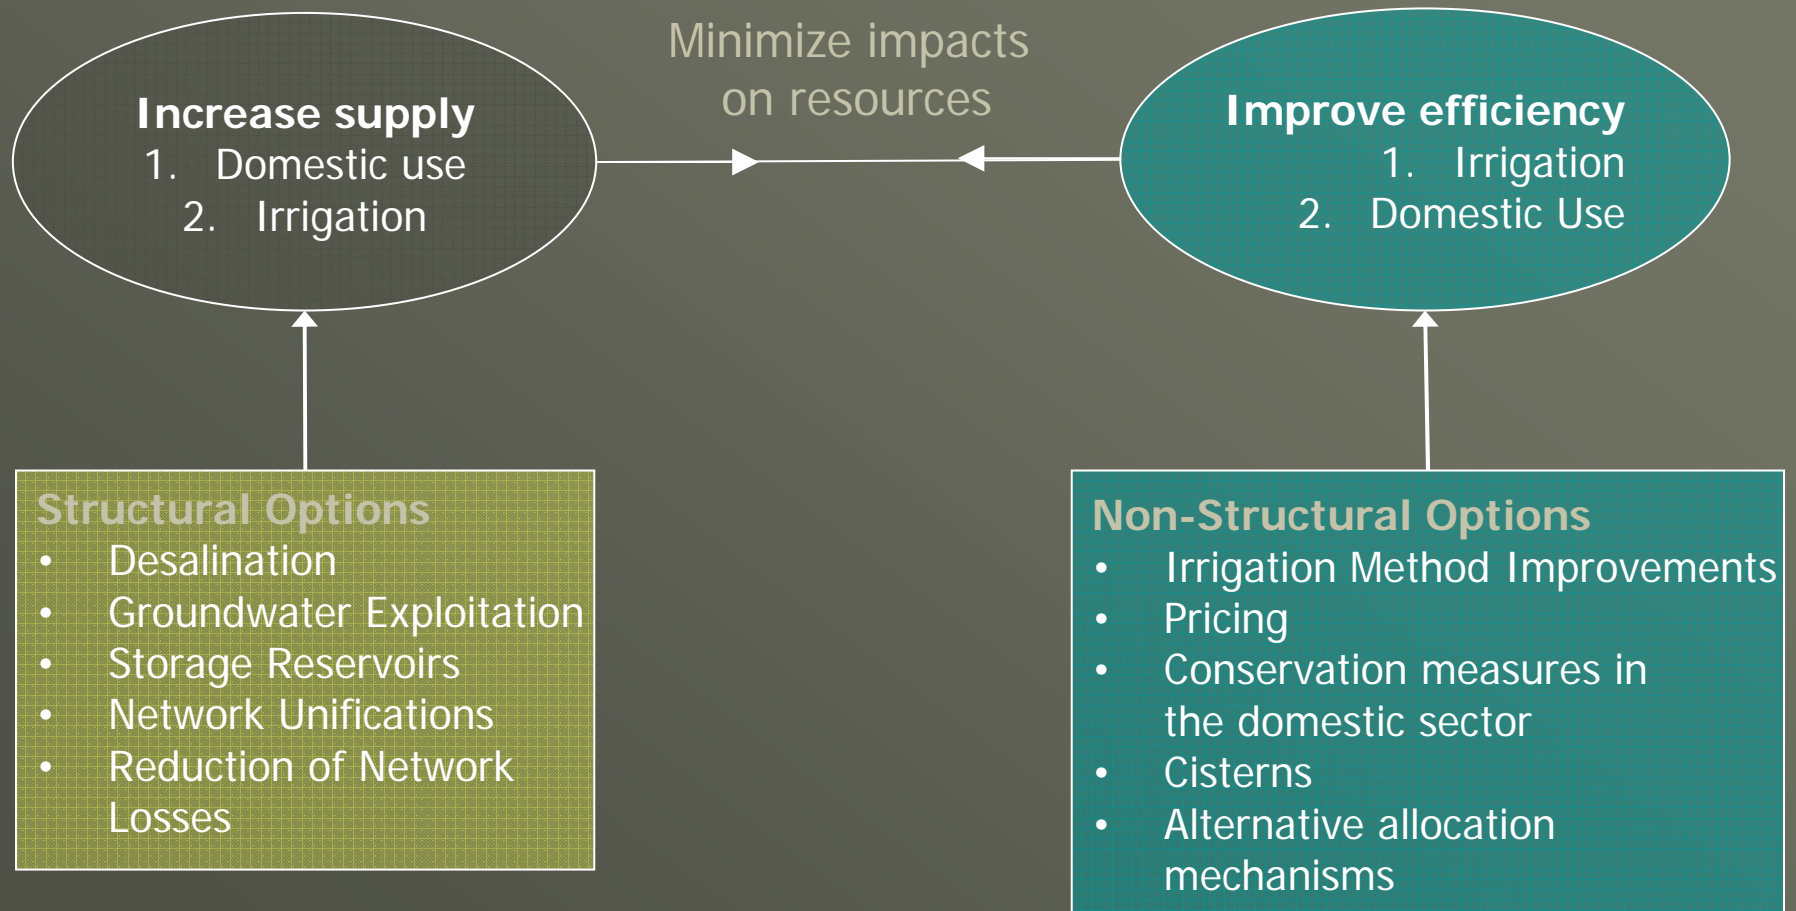 Minimize impacts
on resources
Increase supply
1. Domestic use
2. Irrigation
Improve efficiency
1. Irrigation
2. Domestic Use
Structural Options
• Desalination
• Groundwater Exploitation
• Storage Reservoirs
• Network Unifications
• Reduction of Network
Losses
Non-Structural Options
• Irrigation Method Improvements
• Pricing
• Conservation measures in
the domestic sector
• Cisterns
• Alternative allocation
mechanisms